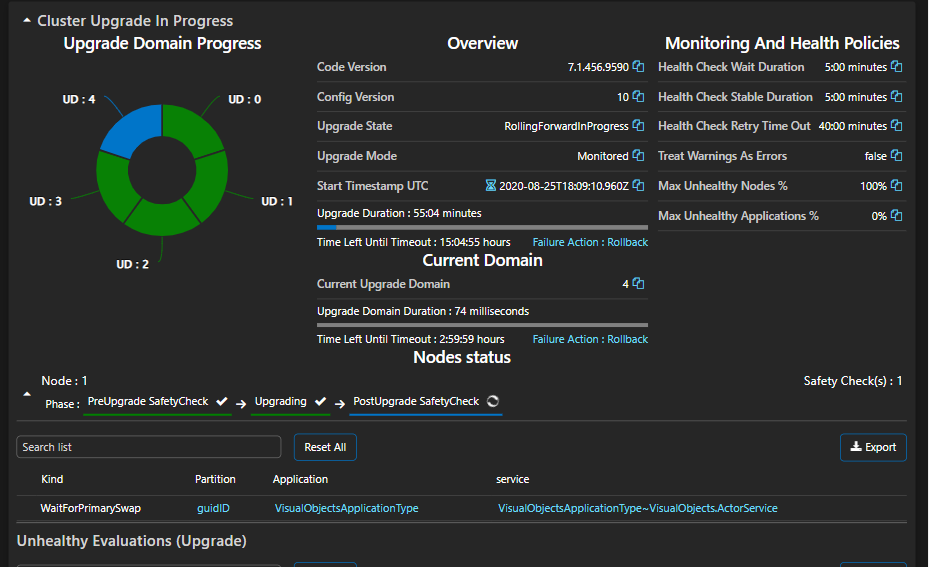 Cluster Upgrade In Progress
Upgrade Domain Progress
UD : 4
UD : 0
UD : 3
UD : 1
UD : 2
Overview
Code Version 7.1.456.9590
Config Version 10
Upgrade State RollingForwardInProgress
Upgrade Mode Monitored
Start Timestamp UTC 2020-08-25T18:09:10.960Z
Upgrade Duration : 55:04 minutes
Time Left Until Timeout : 15:04:55 hours Failure Action : Rollback
Current Domain
Current Upgrade Domain 4
Upgrade Domain Duration : 74 milliseconds
Time Left Until Timeout : 2:59:59 hours Failure Action : Rollback
Monitoring And Health Policies
Health Check Wait Duration 5:00 minutes
Health Check Stable Duration 5:00 minutes
Health Check Retry Time Out 40:00 minutes
Treat Warnings As Errors false
Max Unhealthy Nodes % 100%
Max Unhealthy Applications % 0%
Nodes status
Node : 1 Safety Check(s) : 1
Phase : PreUpgrade SafetyCheck Upgrading PostUpgrade SafetyCheck
Search list Reset All Export
Kind Partition Application service
WaitForPrimarySwap guidID VisualObjectsApplicationType VisualObjectsApplicationType~VisualObjects.ActorService
Unhealthy Evaluations (Upgrade)